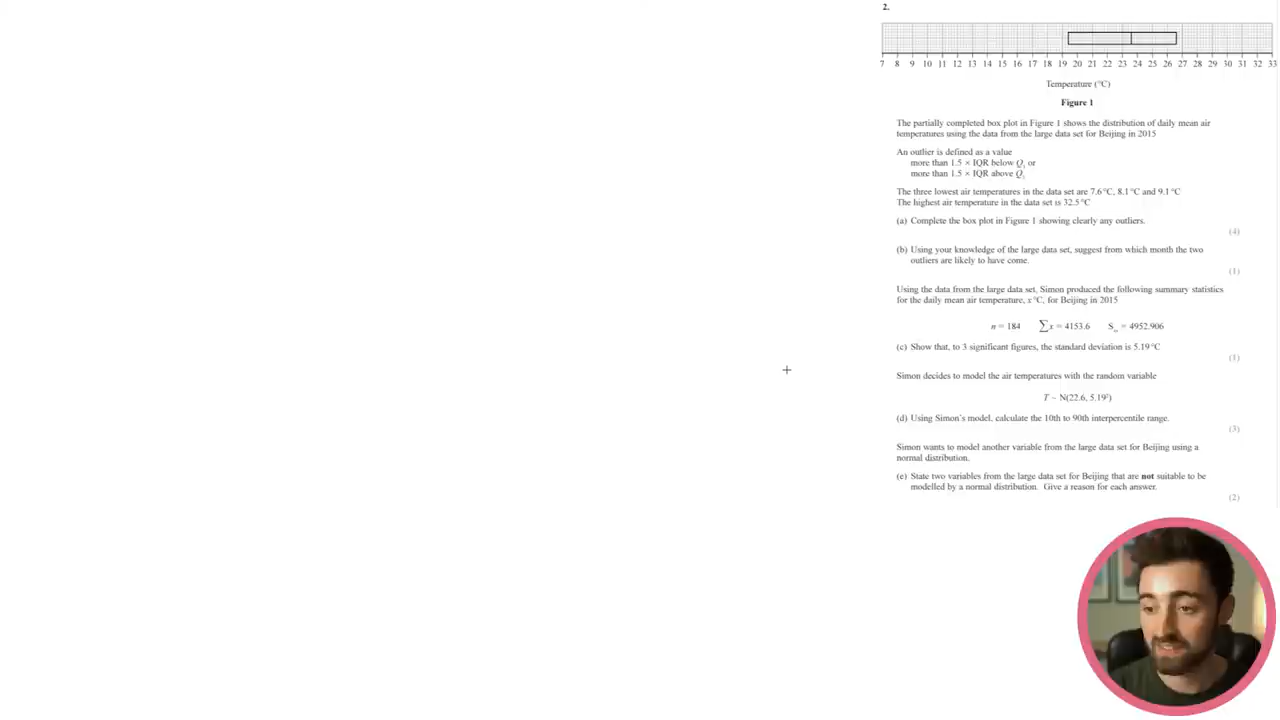 2.
7 8 9 10 11 12 13 14 15 16 17 18 19 20 21 22 23 24 25 26 27 28 29 30 31 32 33
Temperature (°C)
Figure 1
The partially completed box plot in Figure 1 shows the distribution of daily mean air
temperatures using the data from the large data set for Beijing in 2015
An outlier is defined as a value
more than 1.5 × IQR below Q₁ or
more than 1.5 × IQR above Q₃
The three lowest air temperatures in the data set are 7.6 °C, 8.1 °C and 9.1 °C
The highest air temperature in the data set is 32.5 °C
(a) Complete the box plot in Figure 1 showing clearly any outliers.
(4)
(b) Using your knowledge of the large data set, suggest from which month the two
outliers are likely to have come.
(1)
Using the data from the large data set, Simon produced the following summary statistics
for the daily mean air temperature, x °C, for Beijing in 2015
n = 184 ∑x = 4153.6 Sₓₓ = 4952.906
(c) Show that, to 3 significant figures, the standard deviation is 5.19 °C
(1)
Simon decides to model the air temperatures with the random variable
T ~ N(22.6, 5.19²)
(d) Using Simon's model, calculate the 10th to 90th interpercentile range.
(3)
Simon wants to model another variable from the large data set for Beijing using a
normal distribution.
(e) State two variables from the large data set for Beijing that are not suitable to be
modelled by a normal distribution. Give a reason for each answer.
(2)